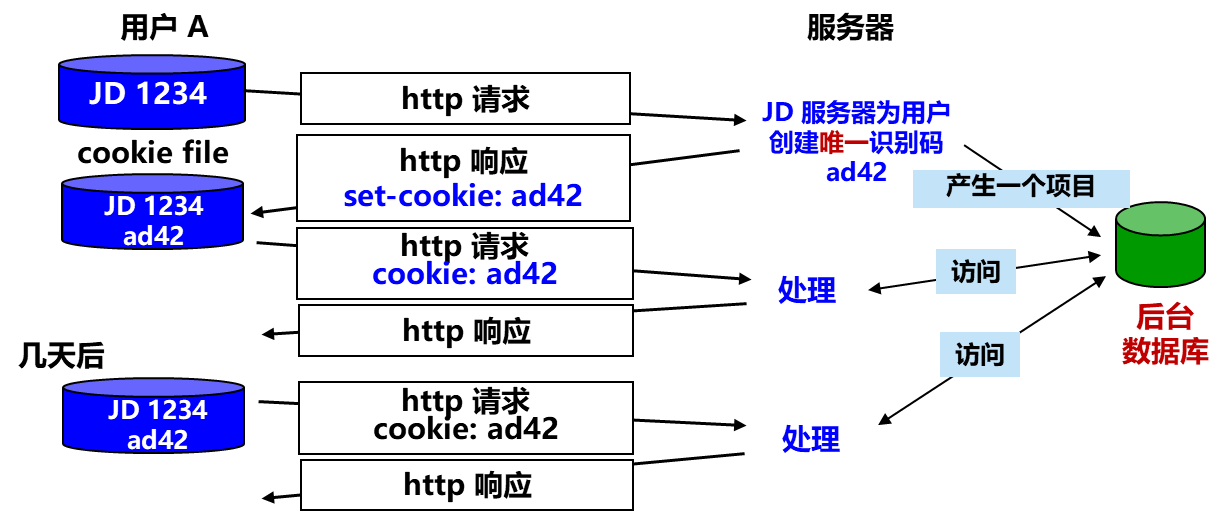 用户 A
服务器
JD 1234
http 请求
JD 服务器为用户
创建唯一识别码
ad42
cookie file
http 响应
set-cookie: ad42
产生一个项目
JD 1234
ad42
http 请求
cookie: ad42
处理
访问
http 响应
后台
数据库
几天后
访问
JD 1234
ad42
http 请求
cookie: ad42
处理
http 响应